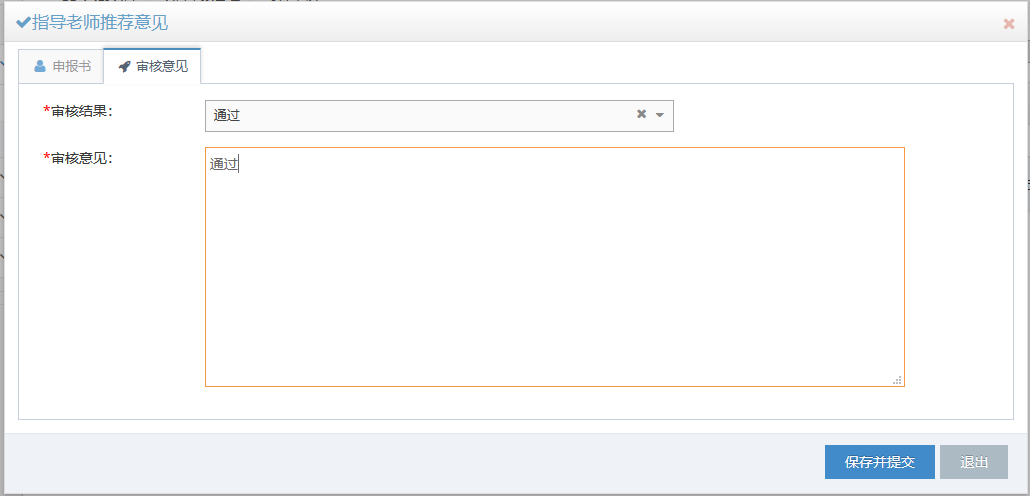 指导老师推荐意见
申报书 审核意见
*审核结果： 通过
*审核意见： 通过
保存并提交 退出